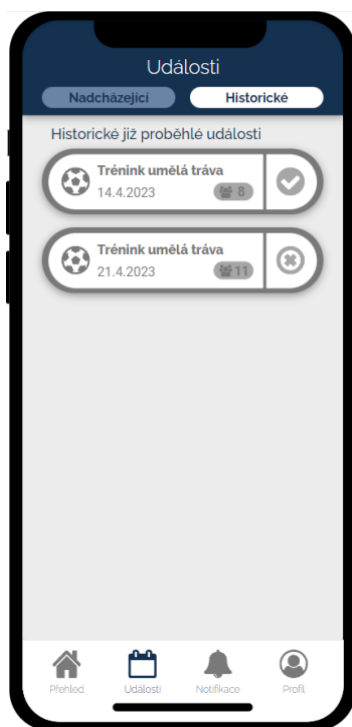 Události
Nadcházející Historické
Historické již proběhlé události
Trénink umělá tráva
14.4.2023 8
Trénink umělá tráva
21.4.2023 11
Přehled Události Notifikace Profil